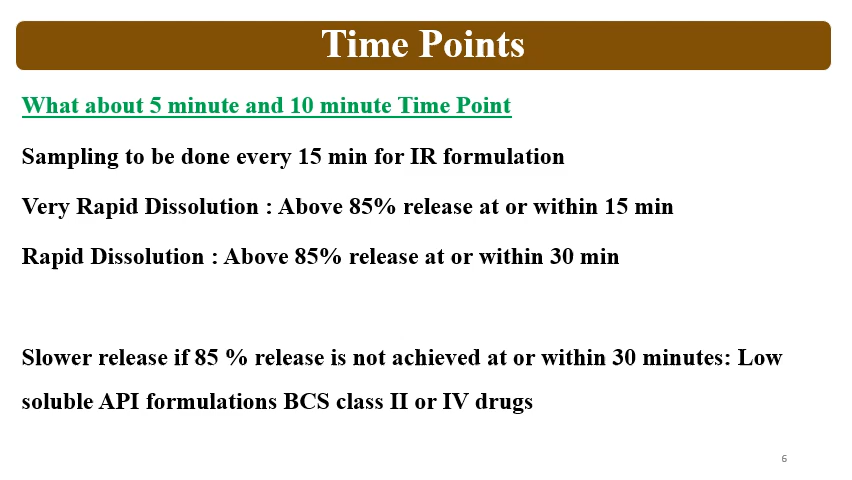 Time Points
What about 5 minute and 10 minute Time Point
Sampling to be done every 15 min for IR formulation
Very Rapid Dissolution : Above 85% release at or within 15 min
Rapid Dissolution : Above 85% release at or within 30 min
Slower release if 85 % release is not achieved at or within 30 minutes: Low
soluble API formulations BCS class II or IV drugs
6